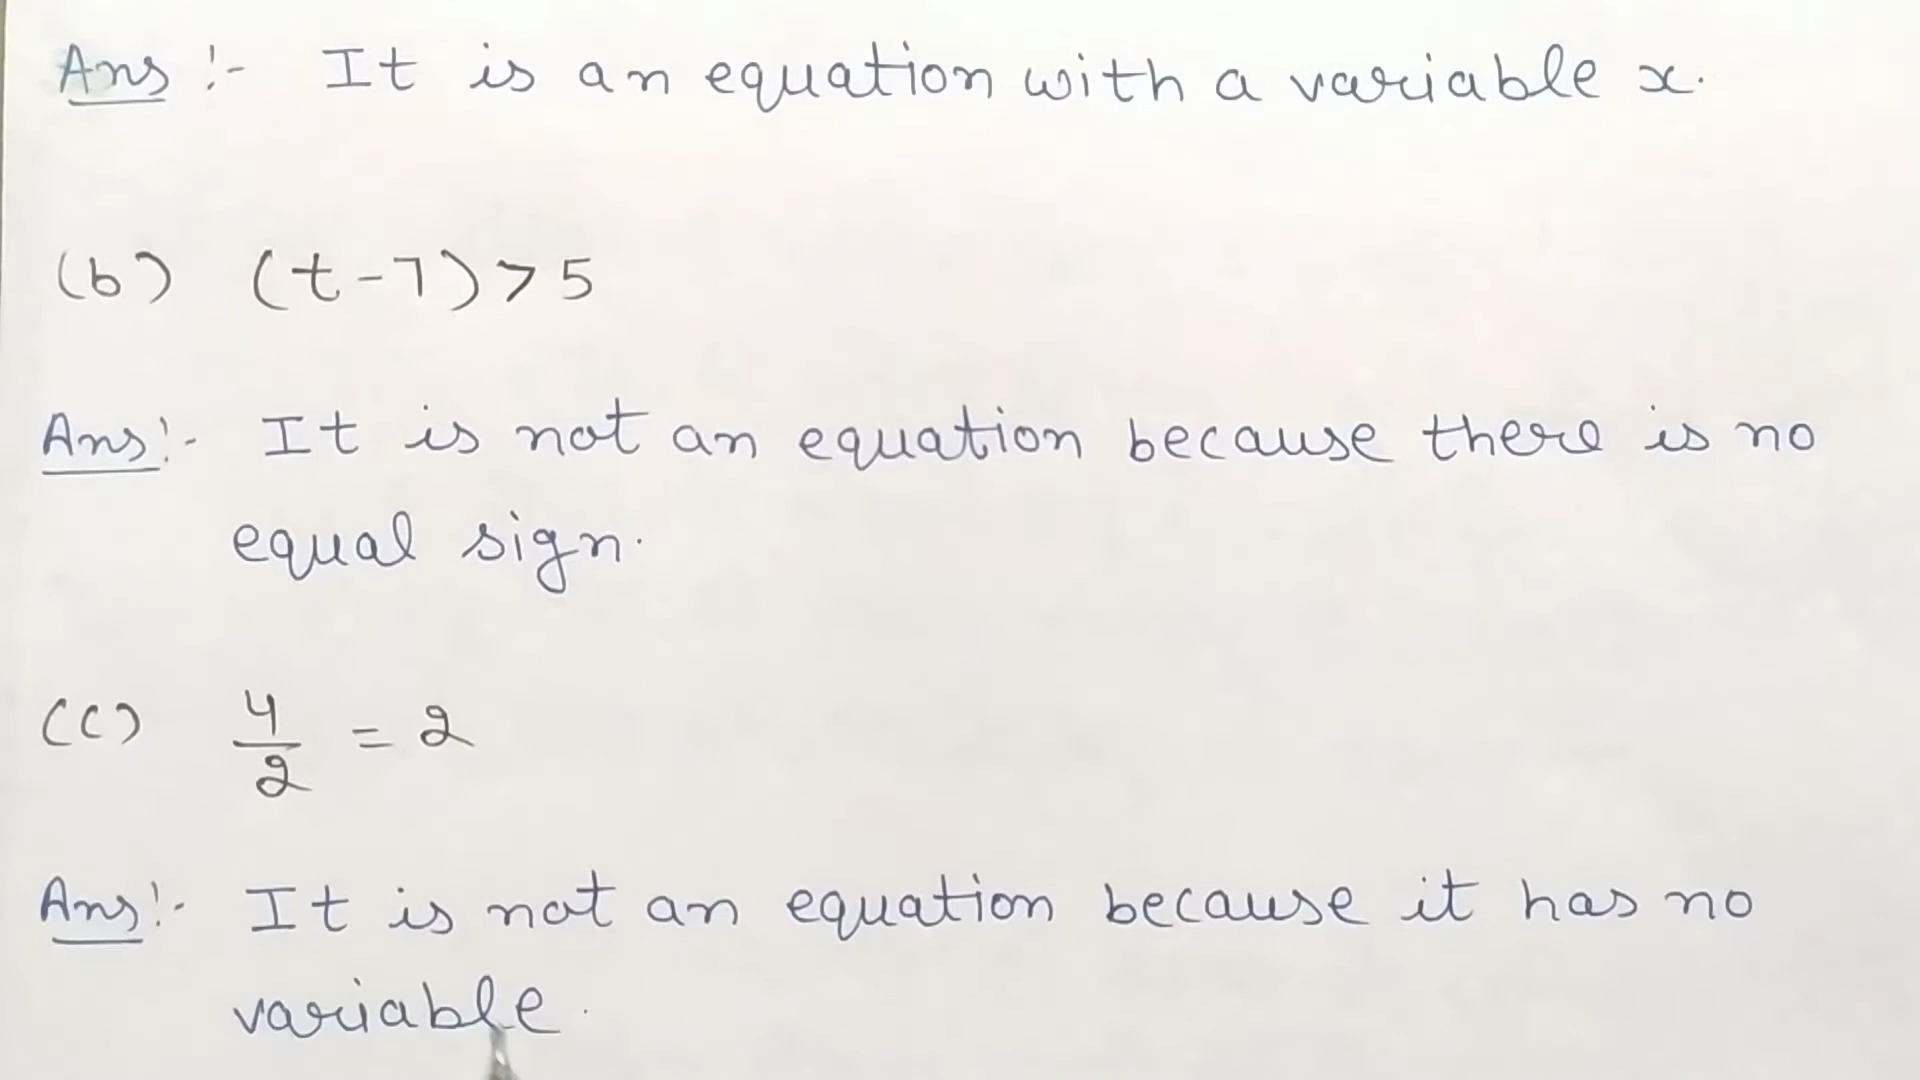 Ans :- It is an equation with a variable x.
(b) (t-7) > 5
Ans :- It is not an equation because there is no
equal sign.
(c) 4/2 = 2
Ans :- It is not an equation because it has no
variable.